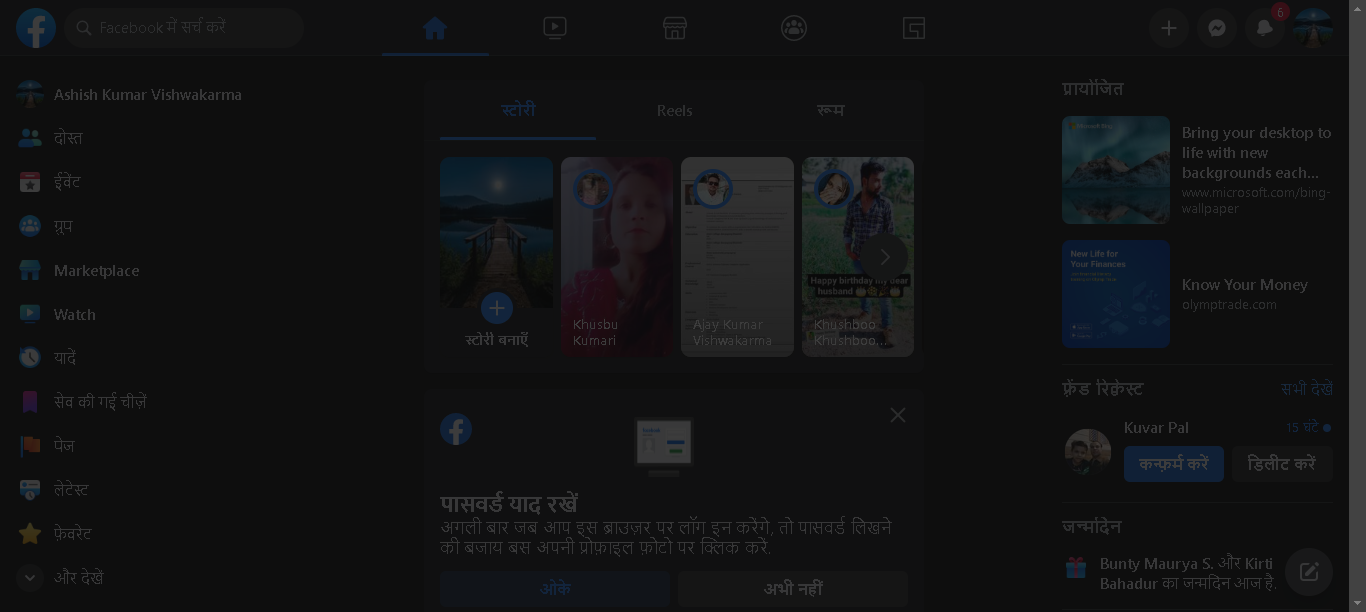 Facebook में सर्च करें
6
Ashish Kumar Vishwakarma
दोस्त
ईवेंट
ग्रुप
Marketplace
Watch
यादें
सेव की गई चीज़ें
पेज
लेटेस्ट
फ़ेवरेट
और देखें
स्टोरी
Reels
रूम
स्टोरी बनाएँ
Khusbu
Kumari
Ajay Kumar
Vishwakarma
Happy birthday my dear
husband
Khushboo
Khushboo...
पासवर्ड याद रखें
अगली बार जब आप इस ब्राउज़र पर लॉग इन करेंगे, तो पासवर्ड लिखने
की बजाय बस अपनी प्रोफ़ाइल फ़ोटो पर क्लिक करें.
ओके
अभी नहीं
प्रायोजित
Microsoft Bing
Bring your desktop to
life with new
backgrounds each...
www.microsoft.com/bing-
wallpaper
New Life for
Your Finances
Know Your Money
olymptrade.com
फ़्रेंड रिक्वेस्ट
सभी देखें
Kuvar Pal
15 घंटे
कन्फ़र्म करें
डिलीट करें
जन्मदिन
Bunty Maurya S. और Kirti
Bahadur का जन्मदिन आज है.